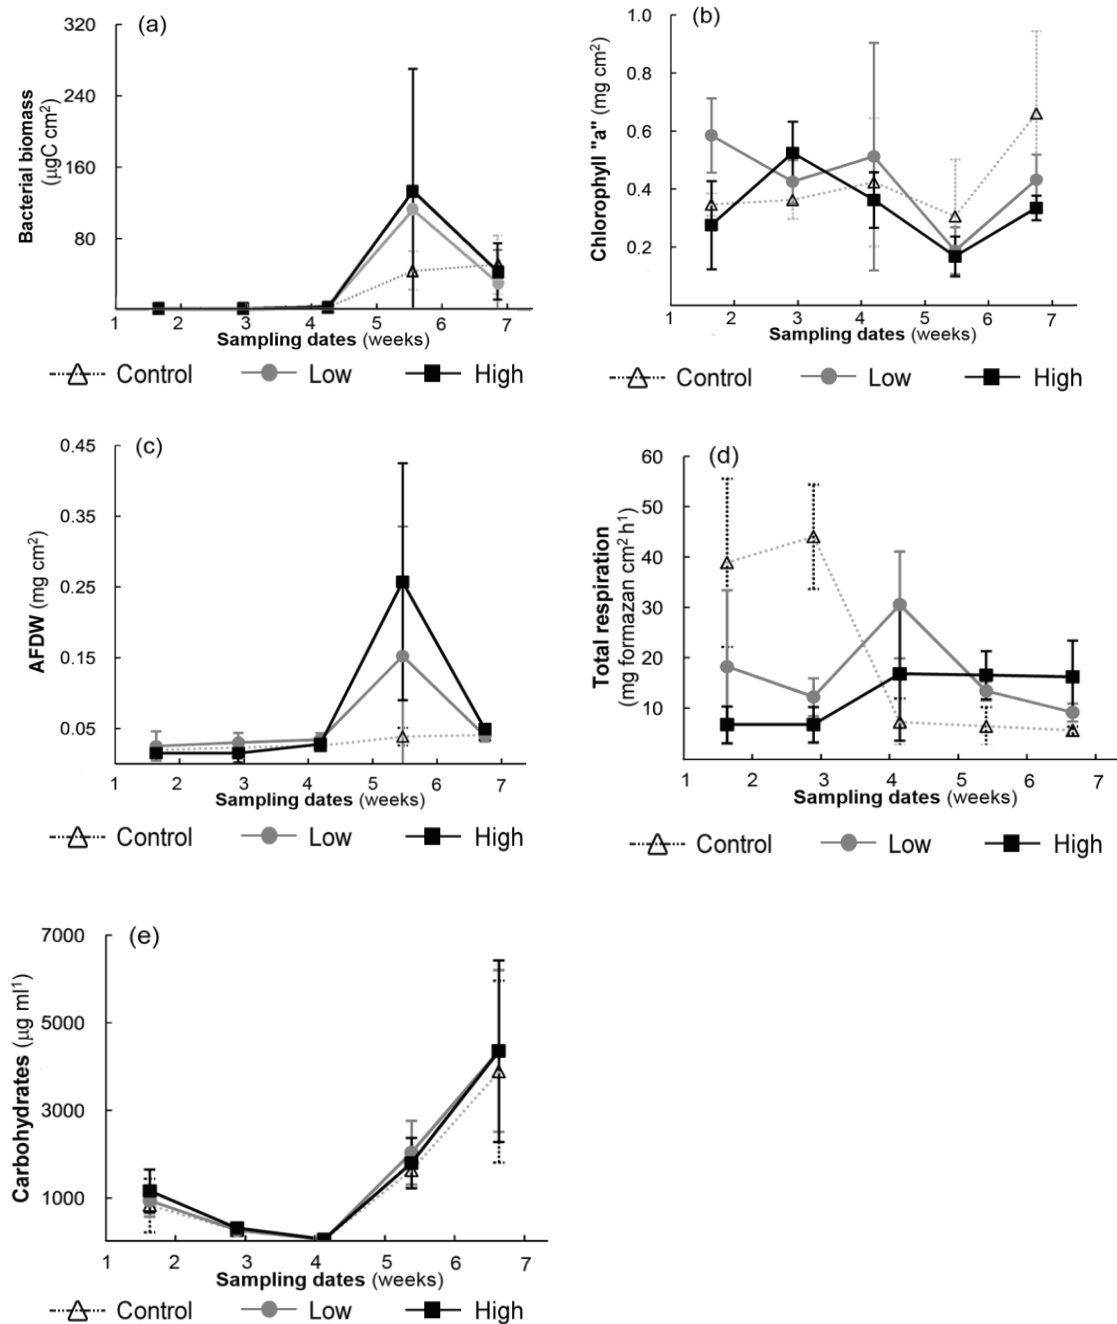 (a)
Bacterial biomass
(μgC cm²)
320
240
160
80
1 2 3 4 5 6 7
Sampling dates (weeks)
Control Low High
(b)
Chlorophyll "a" (mg cm²)
1.0
0.8
0.6
0.4
0.2
1 2 3 4 5 6 7
Sampling dates (weeks)
Control Low High
(c)
AFDW (mg cm²)
0.45
0.35
0.25
0.15
0.05
1 2 3 4 5 6 7
Sampling dates (weeks)
Control Low High
(d)
Total respiration
(mg formazan cm² h¹)
60
50
40
30
20
10
1 2 3 4 5 6 7
Sampling dates (weeks)
Control Low High
(e)
Carbohydrates (μg ml¹)
7000
5000
3000
1000
1 2 3 4 5 6 7
Sampling dates (weeks)
Control Low High